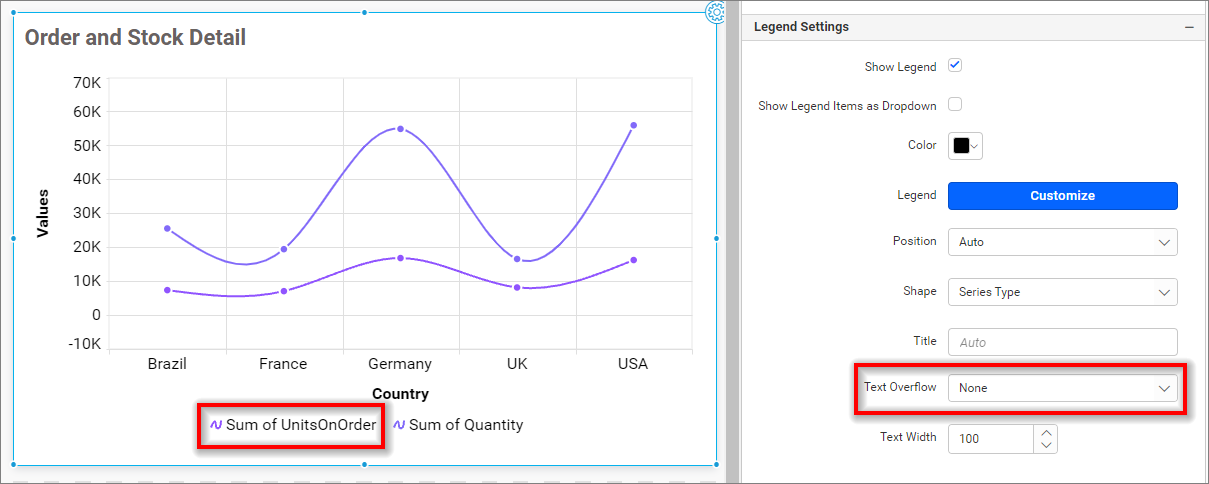 Order and Stock Detail
70K
60K
50K
40K
30K
20K
10K
0
-10K
Values
Brazil France Germany UK USA
Country
Sum of UnitsOnOrder Sum of Quantity
Legend Settings
Show Legend
Show Legend Items as Dropdown
Color
Legend Customize
Position Auto
Shape Series Type
Title Auto
Text Overflow None
Text Width 100